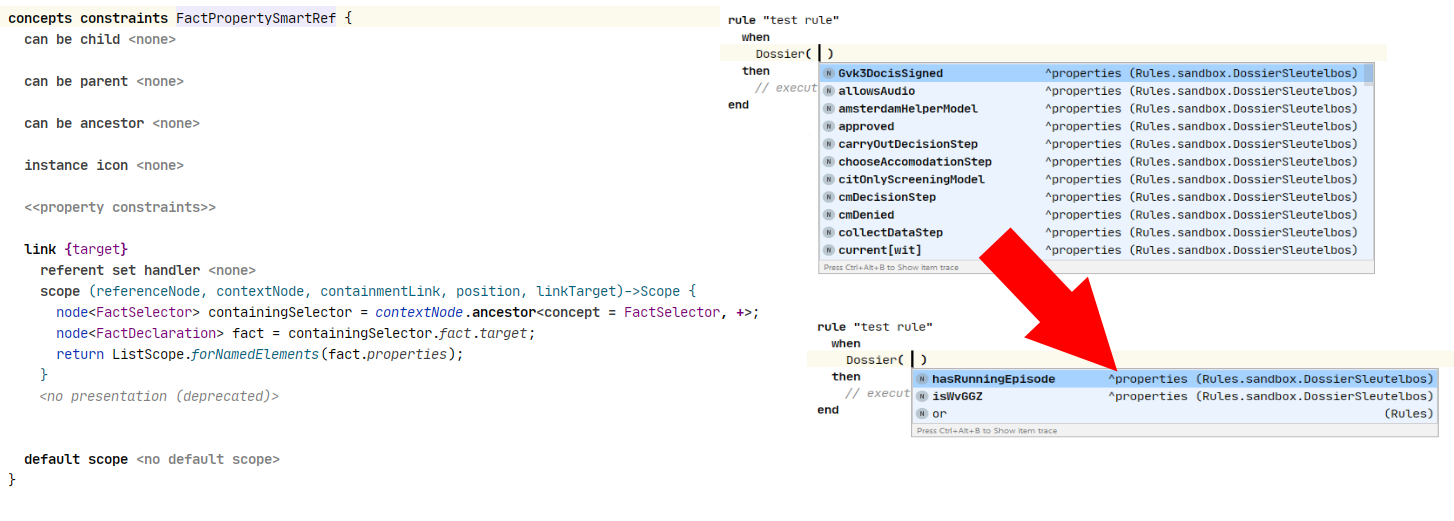 concepts constraints FactPropertySmartRef {
can be child <none>
can be parent <none>
can be ancestor <none>
instance icon <none>
<<property constraints>>
link {target}
referent set handler <none>
scope (referenceNode, contextNode, containmentLink, position, linkTarget)->Scope {
node<FactSelector> containingSelector = contextNode.ancestor<concept = FactSelector, +>;
node<FactDeclaration> fact = containingSelector.fact.target;
return ListScope.forNamedElements(fact.properties);
}
<no presentation (deprecated)>
default scope <no default scope>
}
rule "test rule"
when
Dossier( )
then
// execut
end
N Gvk3DocisSigned ^properties (Rules.sandbox.DossierSleutelbos)
N allowsAudio ^properties (Rules.sandbox.DossierSleutelbos)
N amsterdamHelperModel ^properties (Rules.sandbox.DossierSleutelbos)
N approved ^properties (Rules.sandbox.DossierSleutelbos)
N carryOutDecisionStep ^properties (Rules.sandbox.DossierSleutelbos)
N chooseAccomodationStep ^properties (Rules.sandbox.DossierSleutelbos)
N citOnlyScreeningModel ^properties (Rules.sandbox.DossierSleutelbos)
N cmDecisionStep ^properties (Rules.sandbox.DossierSleutelbos)
N cmDenied ^properties (Rules.sandbox.DossierSleutelbos)
N collectDataStep ^properties (Rules.sandbox.DossierSleutelbos)
N current[wit] ^properties (Rules.sandbox.DossierSleutelbos)
Press Ctrl+Alt+B to Show item trace
rule "test rule"
when
Dossier( )
then
// execut
end
N hasRunningEpisode ^properties (Rules.sandbox.DossierSleutelbos)
N isWvGGZ ^properties (Rules.sandbox.DossierSleutelbos)
N or (Rules)
Press Ctrl+Alt+B to Show item trace